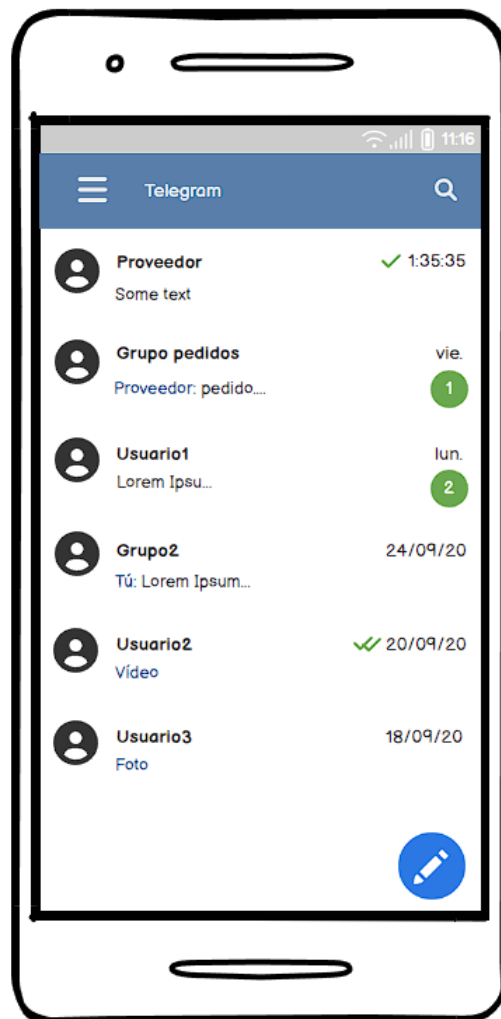 11:16
Telegram
Proveedor 1:35:35
Some text
Grupo pedidos vie.
Proveedor: pedido.... 1
Usuario1 lun.
Lorem Ipsu... 2
Grupo2 24/09/20
Tú: Lorem Ipsum...
Usuario2 20/09/20
Vídeo
Usuario3 18/09/20
Foto